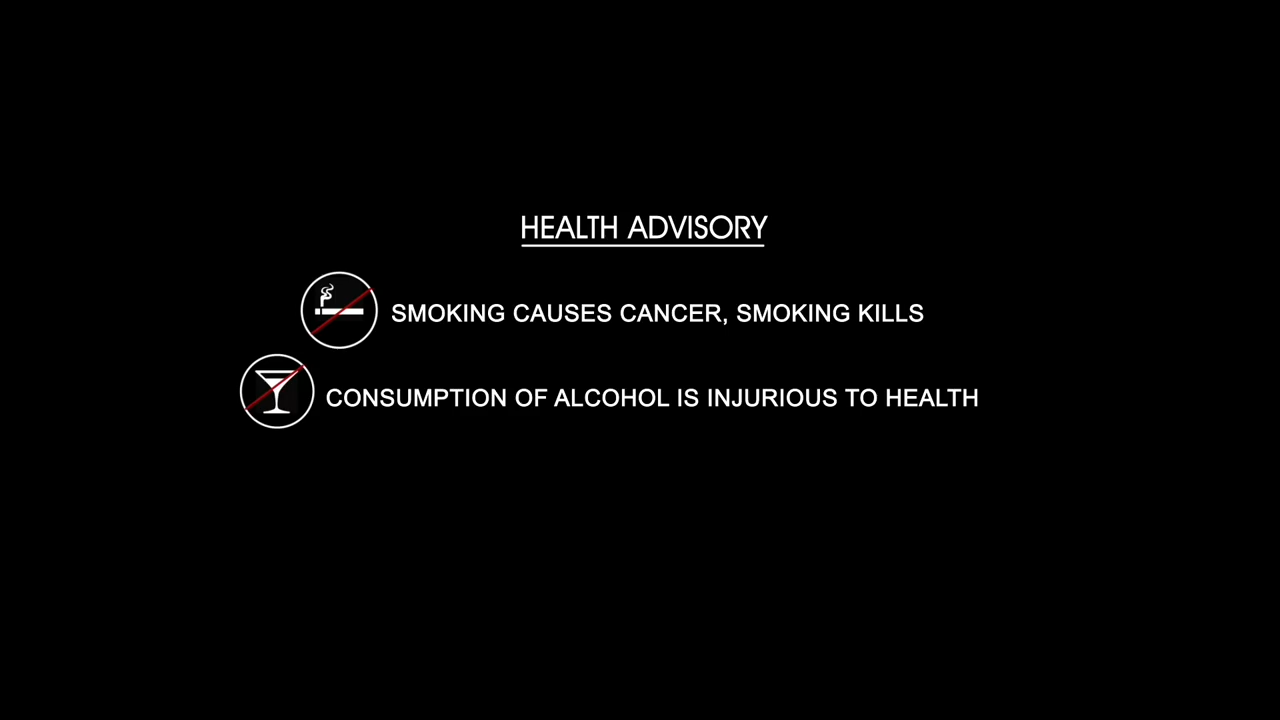 HEALTH ADVISORY
SMOKING CAUSES CANCER, SMOKING KILLS
CONSUMPTION OF ALCOHOL IS INJURIOUS TO HEALTH